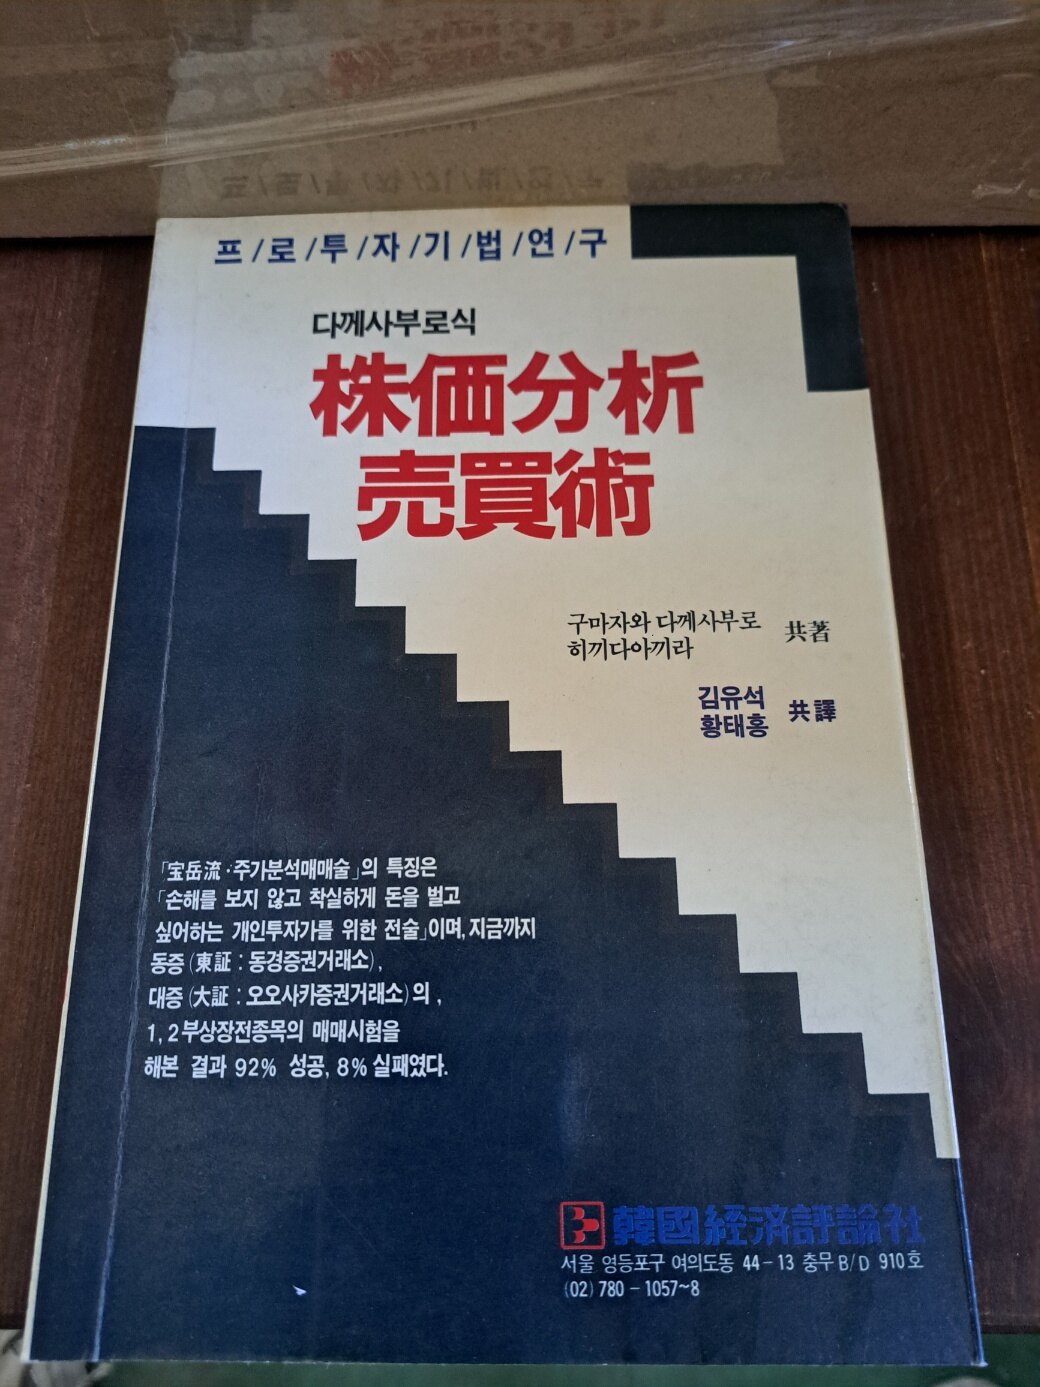 프/로/투/자/기/법/연/구
다께사부로식
株価分析
売買術
구마자와 다께사부로
히끼다아끼라
共著
김유석
황태홍
共譯
「宝岳流·주가분석매매술」의 특징은
「손해를 보지 않고 착실하게 돈을 벌고
싶어하는 개인투자가를 위한 전술」이며, 지금까지
동증(東証 : 동경증권거래소),
대증(大証 : 오오사카증권거래소)의,
1, 2부상장전종목의 매매시험을
해본 결과 92% 성공, 8% 실패였다.
韓國經済評論社
서울 영등포구 여의도동 44-13 충무B/D 910호
(02) 780-1057~8